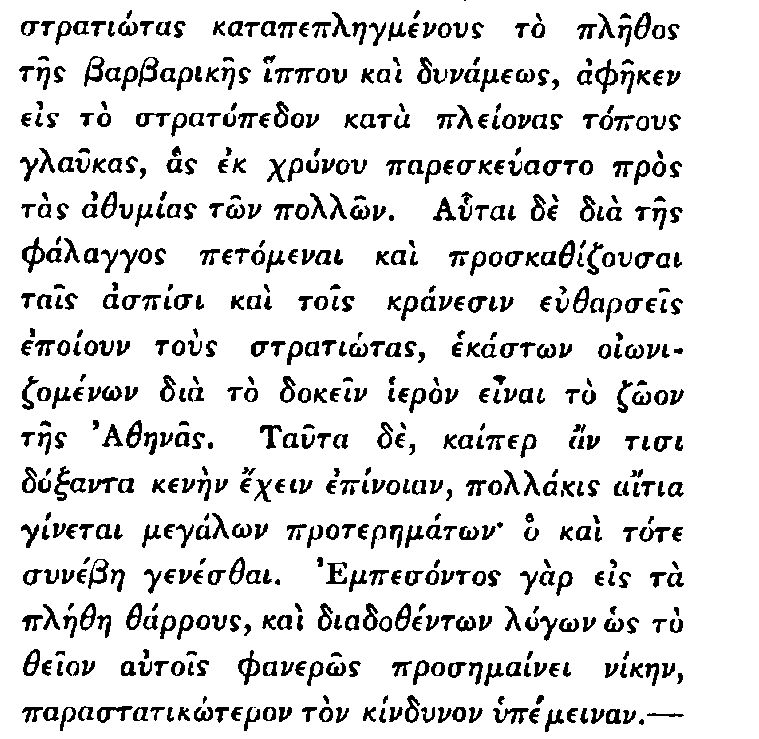 στρατιώτας καταπεπληγμένους τὸ πλῆθος
τῆς βαρβαρικῆς ἵππου καὶ δυνάμεως, ἀφῆκεν
εἰς τὸ στρατόπεδον κατὰ πλείονας τόπους
γλαῦκας, ἃς ἐκ χρόνου παρεσκεύαστο πρὸς
τὰς ἀθυμίας τῶν πολλῶν. Αὗται δὲ διὰ τῆς
φάλαγγος πετόμεναι καὶ προσκαθίζουσαι
ταῖς ἀσπίσι καὶ τοῖς κράνεσιν εὐθαρσεῖς
ἐποίουν τοὺς στρατιώτας, ἑκάστων οἰωνι-
ζομένων διὰ τὸ δοκεῖν ἱερὸν εἶναι τὸ ζῶον
τῆς Ἀθηνᾶς. Ταῦτα δὲ, καίπερ ἄν τισι
δόξαντα κενὴν ἔχειν ἐπίνοιαν, πολλάκις αἴτια
γίνεται μεγάλων προτερημάτων· ὃ καὶ τότε
συνέβη γενέσθαι. Ἐμπεσόντος γὰρ εἰς τὰ
πλήθη θάρρους, καὶ διαδοθέντων λόγων ὡς τὸ
θεῖον αὐτοῖς φανερῶς προσημαίνει νίκην,
παραστατικώτερον τὸν κίνδυνον ὑπέμειναν.—